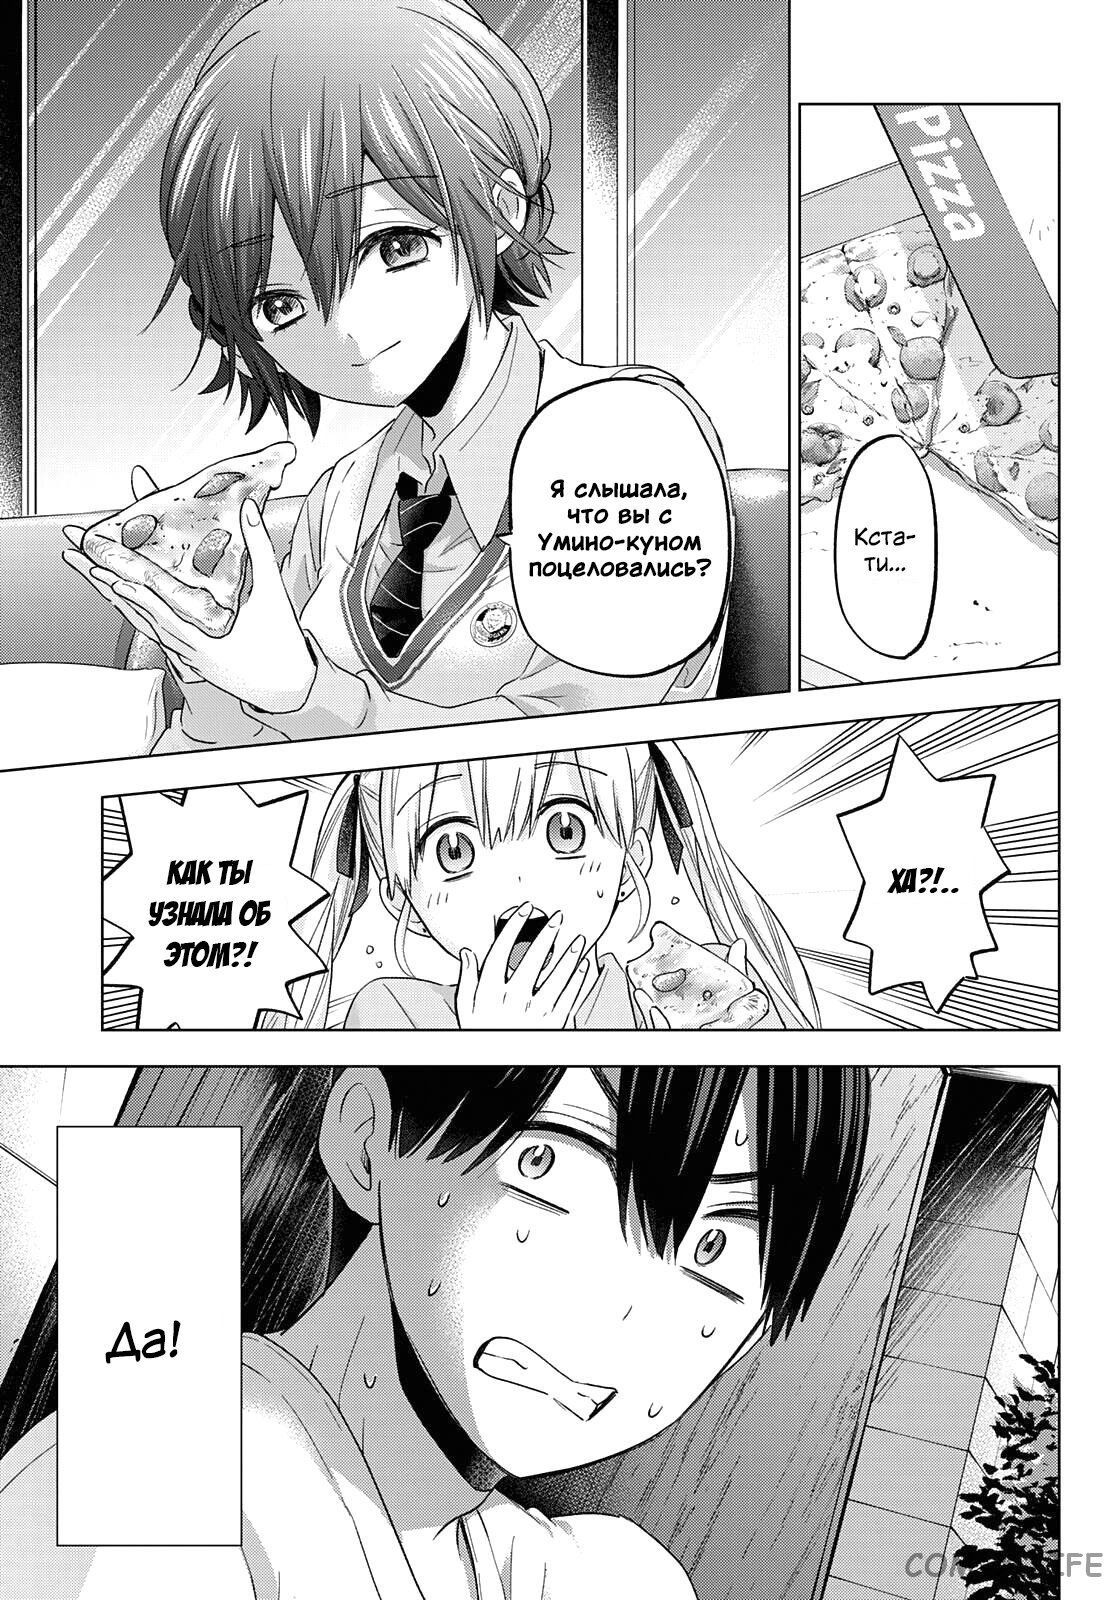 Pizza
Кста-
ти...
Я слышала,
что вы с
Умино-куном
поцеловались?
ХА?!..
КАК ТЫ
УЗНАЛА ОБ
ЭТОМ?!
Да!